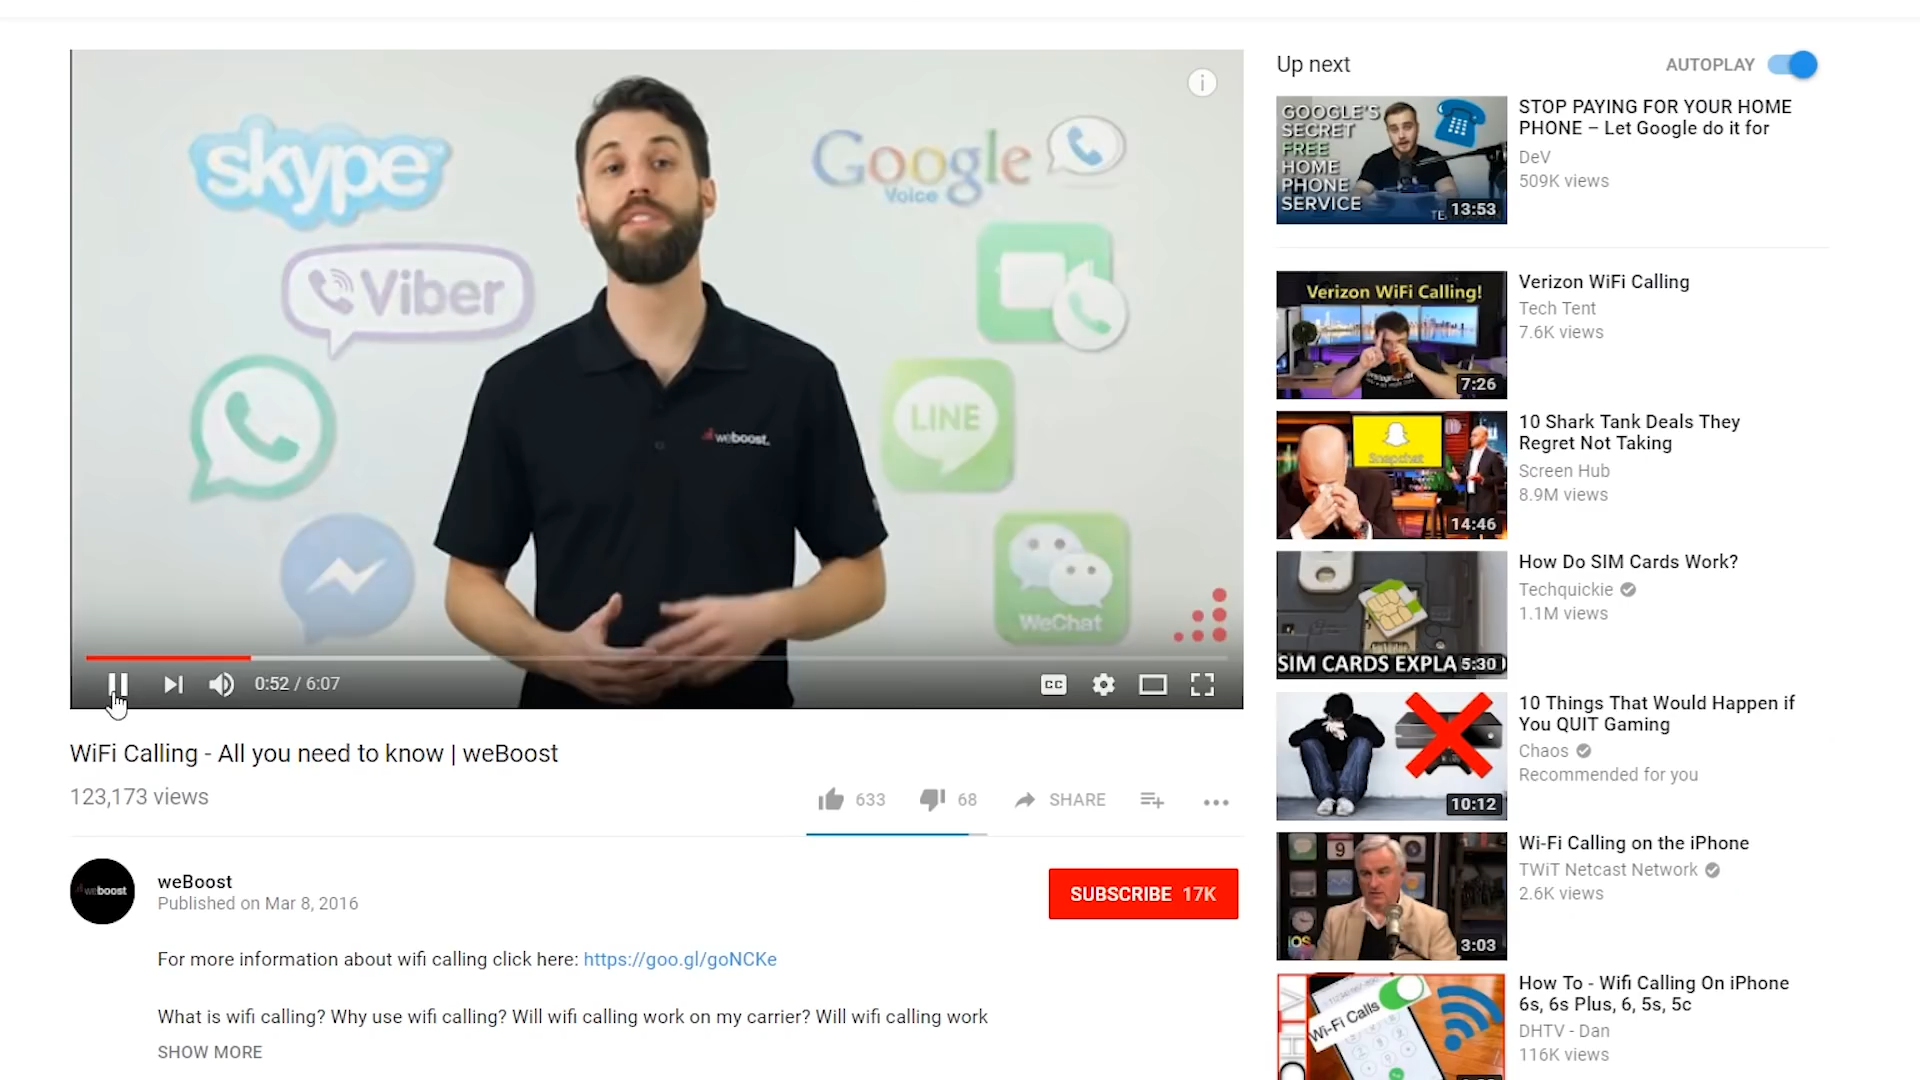 skype
Google
Voice
Viber
LINE
weboost.
WeChat
0:52 / 6:07
CC
WiFi Calling - All you need to know | weBoost
123,173 views
633
68
SHARE
weboost
weBoost
Published on Mar 8, 2016
SUBSCRIBE 17K
For more information about wifi calling click here: https://goo.gl/goNCKe
What is wifi calling? Why use wifi calling? Will wifi calling work on my carrier? Will wifi calling work
SHOW MORE
Up next
AUTOPLAY
GOOGLE'S
SECRET
FREE
HOME
PHONE
SERVICE
13:53
STOP PAYING FOR YOUR HOME
PHONE – Let Google do it for
DeV
509K views
Verizon WiFi Calling!
7:26
Verizon WiFi Calling
Tech Tent
7.6K views
Snapchat
14:46
10 Shark Tank Deals They
Regret Not Taking
Screen Hub
8.9M views
SIM CARDS EXPLA
5:30
How Do SIM Cards Work?
Techquickie
1.1M views
10:12
10 Things That Would Happen if
You QUIT Gaming
Chaos
Recommended for you
9
iOS
3:03
Wi-Fi Calling on the iPhone
TWiT Netcast Network
2.6K views
Wi-Fi Calls
How To - Wifi Calling On iPhone
6s, 6s Plus, 6, 5s, 5c
DHTV - Dan
116K views